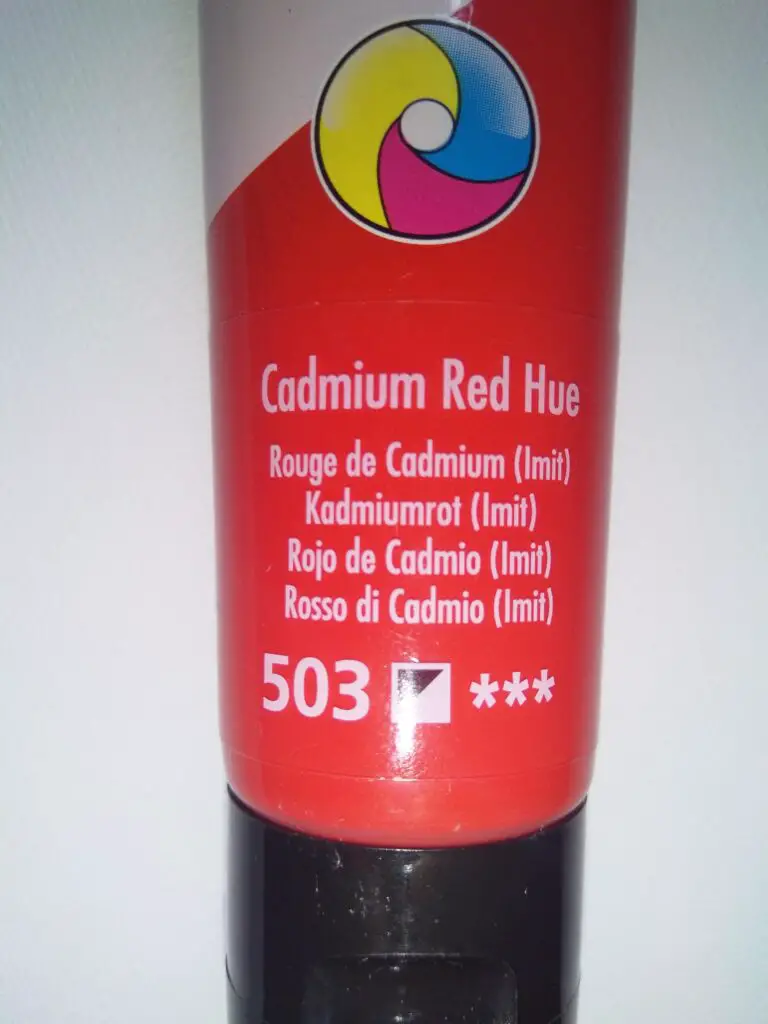 Cadmium Red Hue
Rouge de Cadmium (Imit)
Kadmiumrot (Imit)
Rojo de Cadmio (Imit)
Rosso di Cadmio (Imit)
503 ***